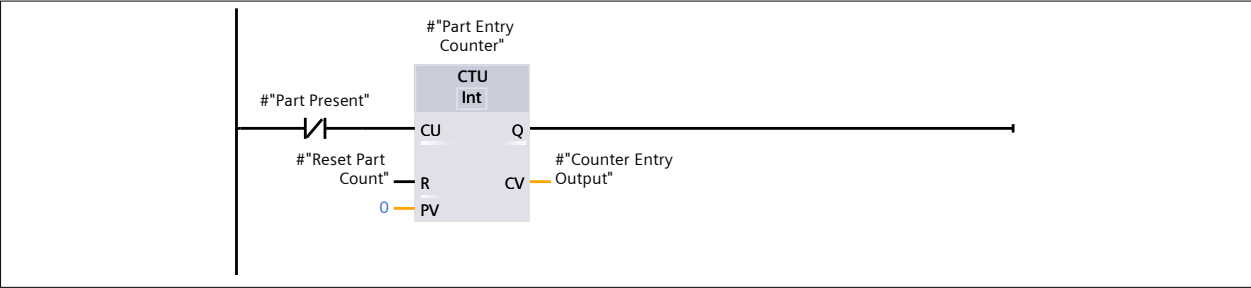 #"Part Entry
Counter"
CTU
Int
#"Part Present"
CU
Q
#"Reset Part
Count"
R
CV
#"Counter Entry
Output"
0
PV